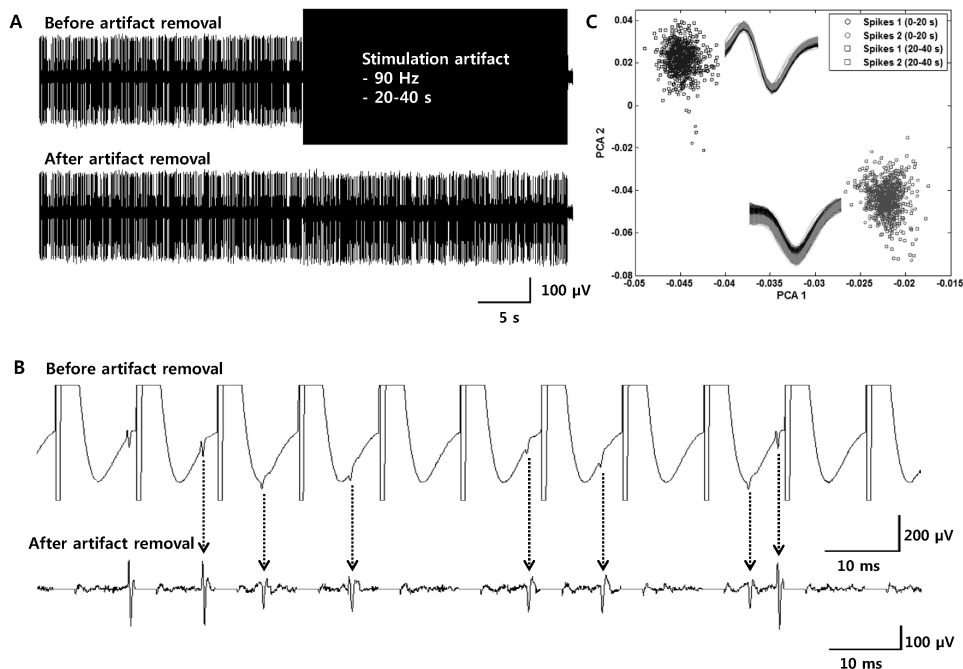 A
Before artifact removal
Stimulation artifact
- 90 Hz
- 20-40 s
After artifact removal
100 µV
5 s
C
Spikes 1 (0-20 s)
Spikes 2 (0-20 s)
Spikes 1 (20-40 s)
Spikes 2 (20-40 s)
0.04
0.02
0
-0.02
-0.04
-0.06
-0.08
PCA 2
-0.05
-0.045
-0.04
-0.035
-0.03
-0.025
-0.02
-0.015
PCA 1
B
Before artifact removal
200 µV
10 ms
After artifact removal
100 µV
10 ms